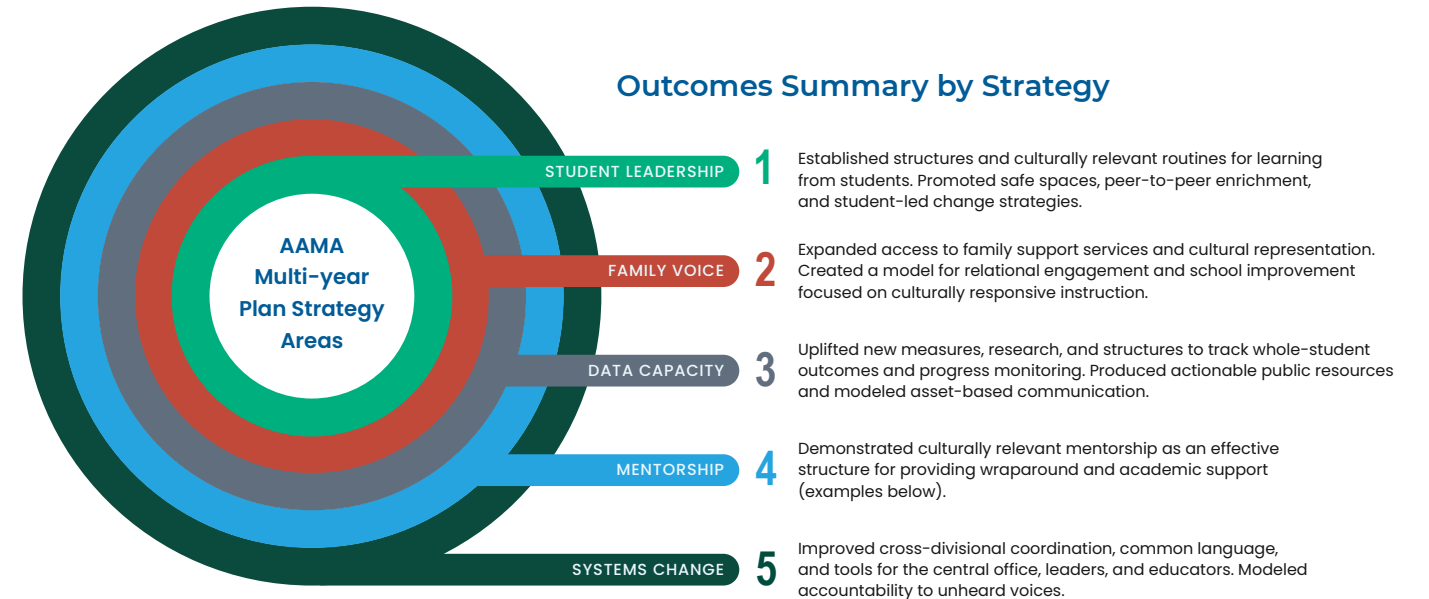 Outcomes Summary by Strategy
AAMA
Multi-year
Plan Strategy
Areas
STUDENT LEADERSHIP
1
Established structures and culturally relevant routines for learning
from students. Promoted safe spaces, peer-to-peer enrichment,
and student-led change strategies.
FAMILY VOICE
2
Expanded access to family support services and cultural representation.
Created a model for relational engagement and school improvement
focused on culturally responsive instruction.
DATA CAPACITY
3
Uplifted new measures, research, and structures to track whole-student
outcomes and progress monitoring. Produced actionable public resources
and modeled asset-based communication.
MENTORSHIP
4
Demonstrated culturally relevant mentorship as an effective
structure for providing wraparound and academic support
(examples below).
SYSTEMS CHANGE
5
Improved cross-divisional coordination, common language,
and tools for the central office, leaders, and educators. Modeled
accountability to unheard voices.